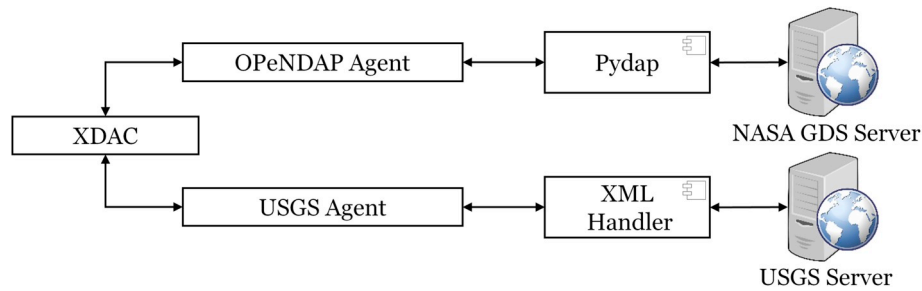 OPeNDAP Agent
Pydap
NASA GDS Server
XDAC
USGS Agent
XML
Handler
USGS Server